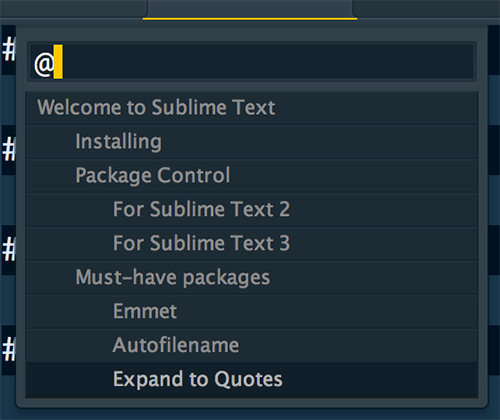 @
Welcome to Sublime Text
Installing
Package Control
For Sublime Text 2
For Sublime Text 3
Must-have packages
Emmet
Autofilename
Expand to Quotes
#
#
#
#